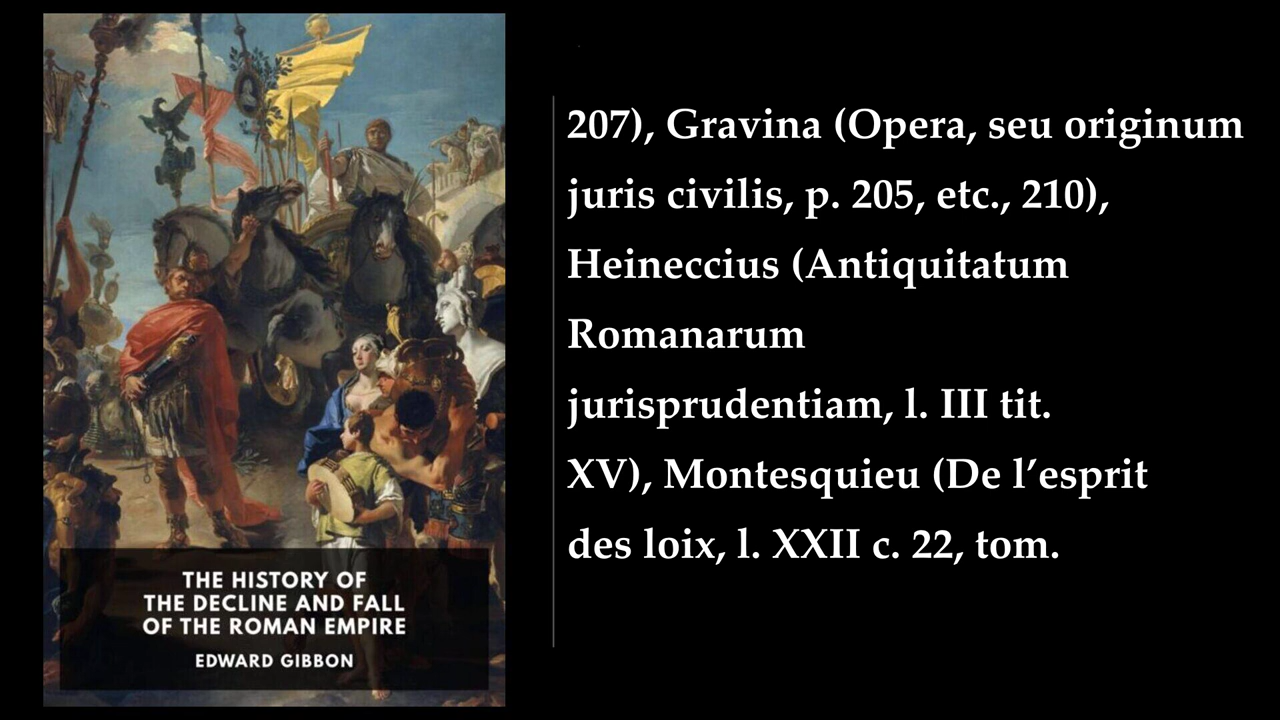 THE HISTORY OF
THE DECLINE AND FALL
OF THE ROMAN EMPIRE
EDWARD GIBBON
207), Gravina (Opera, seu originum
juris civilis, p. 205, etc., 210),
Heineccius (Antiquitatum
Romanarum
jurisprudentiam, l. III tit.
XV), Montesquieu (De l’esprit
des loix, l. XXII c. 22, tom.